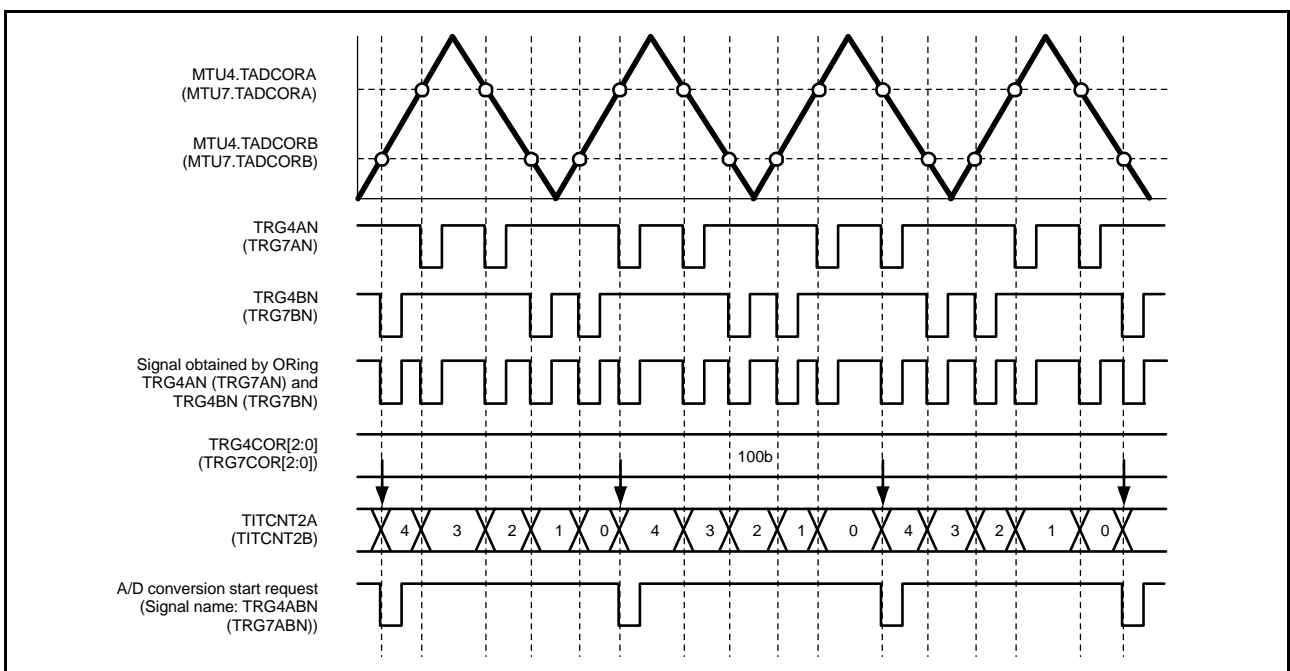 MTU4.TADCORA
(MTU7.TADCORA)
MTU4.TADCORB
(MTU7.TADCORB)
TRG4AN
(TRG7AN)
TRG4BN
(TRG7BN)
Signal obtained by ORing
TRG4AN (TRG7AN) and
TRG4BN (TRG7BN)
TRG4COR[2:0]
(TRG7COR[2:0])
100b
TITCNT2A
(TITCNT2B)
4 3 2 1 0 4 3 2 1 0 4 3 2 1 0
A/D conversion start request
(Signal name: TRG4ABN
(TRG7ABN))